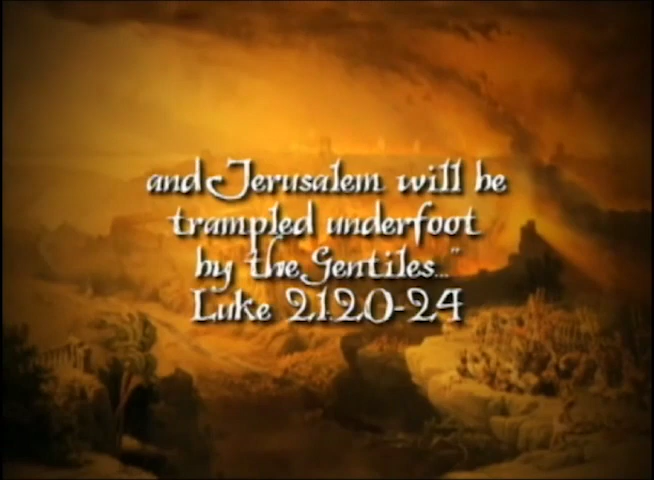 and Jerusalem will be
trampled underfoot
by the Gentiles..."
Luke 21:20-24